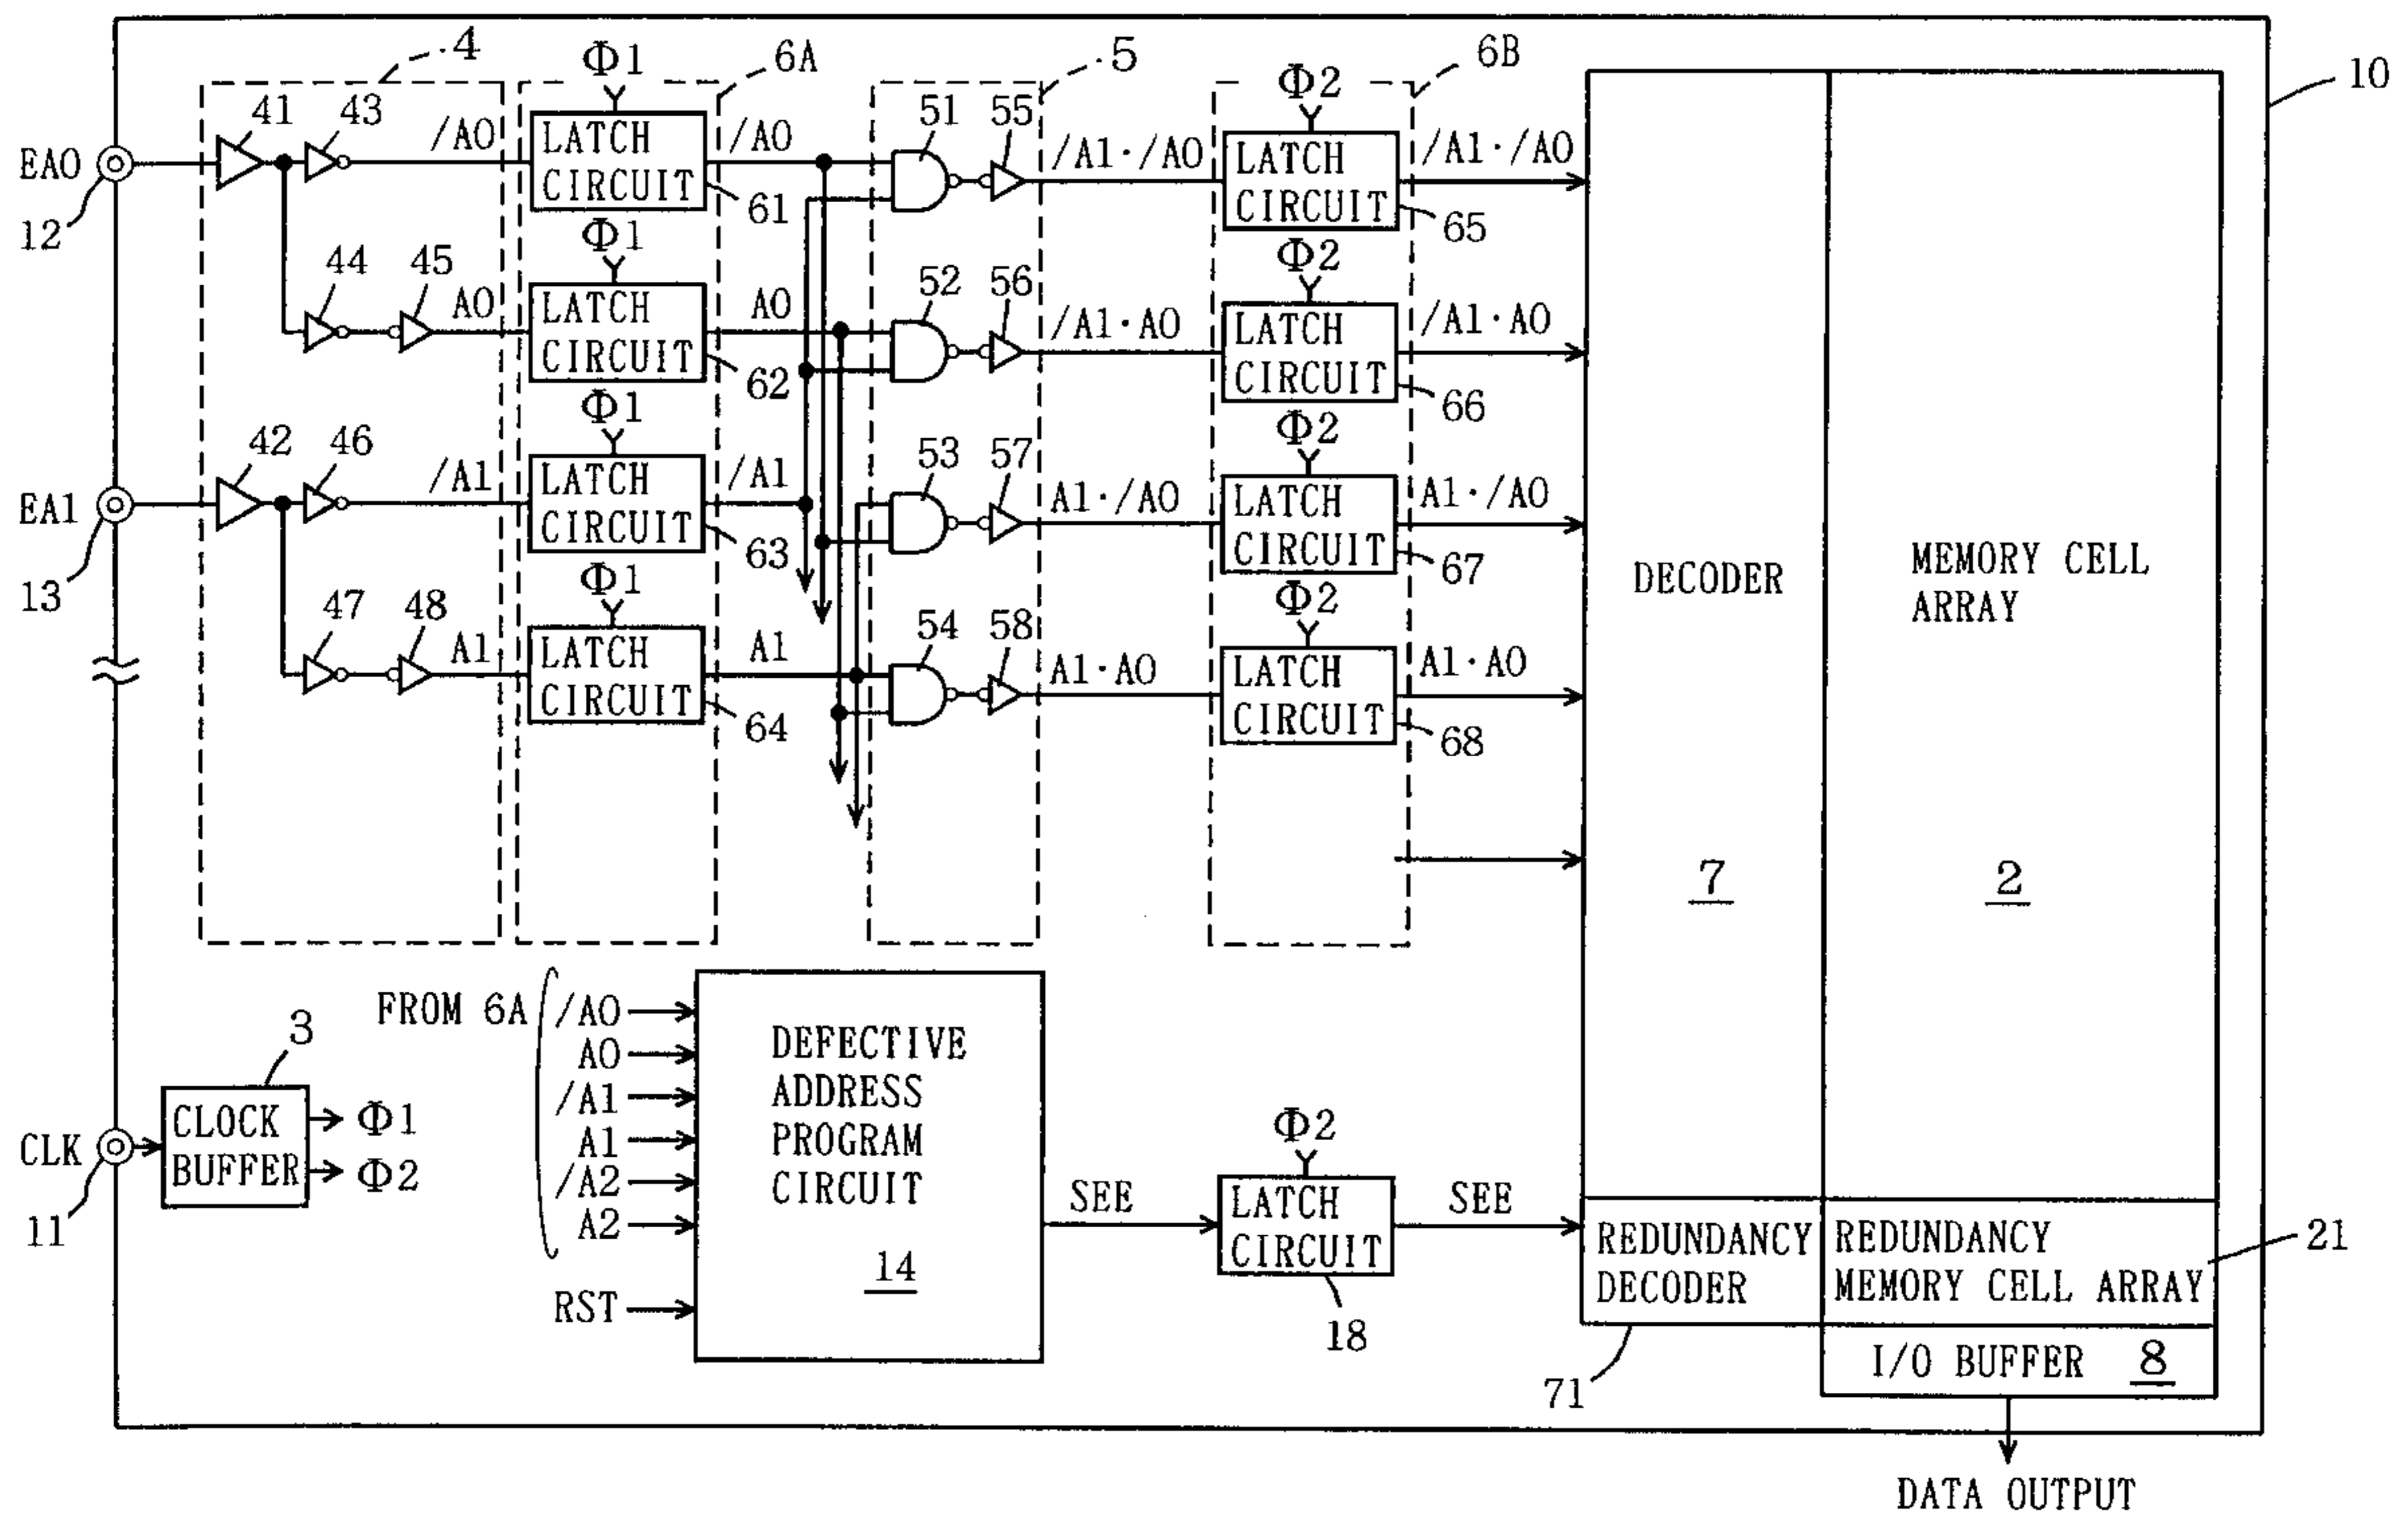 4 Φ1 6A 5 Φ2 6B
10
41 43 /A0 LATCH CIRCUIT 61 /A0 51 55 /A1·/A0 LATCH CIRCUIT 65 /A1·/A0
EA0
12
Φ1 Φ2
44 45 A0 LATCH CIRCUIT 62 A0 52 56 /A1·A0 LATCH CIRCUIT 66 /A1·A0
Φ1 Φ2
42 46 /A1 LATCH CIRCUIT 63 /A1 53 57 A1·/A0 LATCH CIRCUIT 67 A1·/A0
EA1
13
Φ1 Φ2
47 48 A1 LATCH CIRCUIT 64 A1 54 58 A1·A0 LATCH CIRCUIT 68 A1·A0
DECODER
7
MEMORY CELL
ARRAY
2
FROM 6A
/A0
A0
/A1
A1
/A2
A2
RST
DEFECTIVE
ADDRESS
PROGRAM
CIRCUIT
14
3
CLK
11
CLOCK
BUFFER
Φ1
Φ2
SEE
Φ2
LATCH
CIRCUIT
18
SEE
REDUNDANCY
DECODER
71
REDUNDANCY
MEMORY CELL ARRAY
21
I/O BUFFER 8
DATA OUTPUT